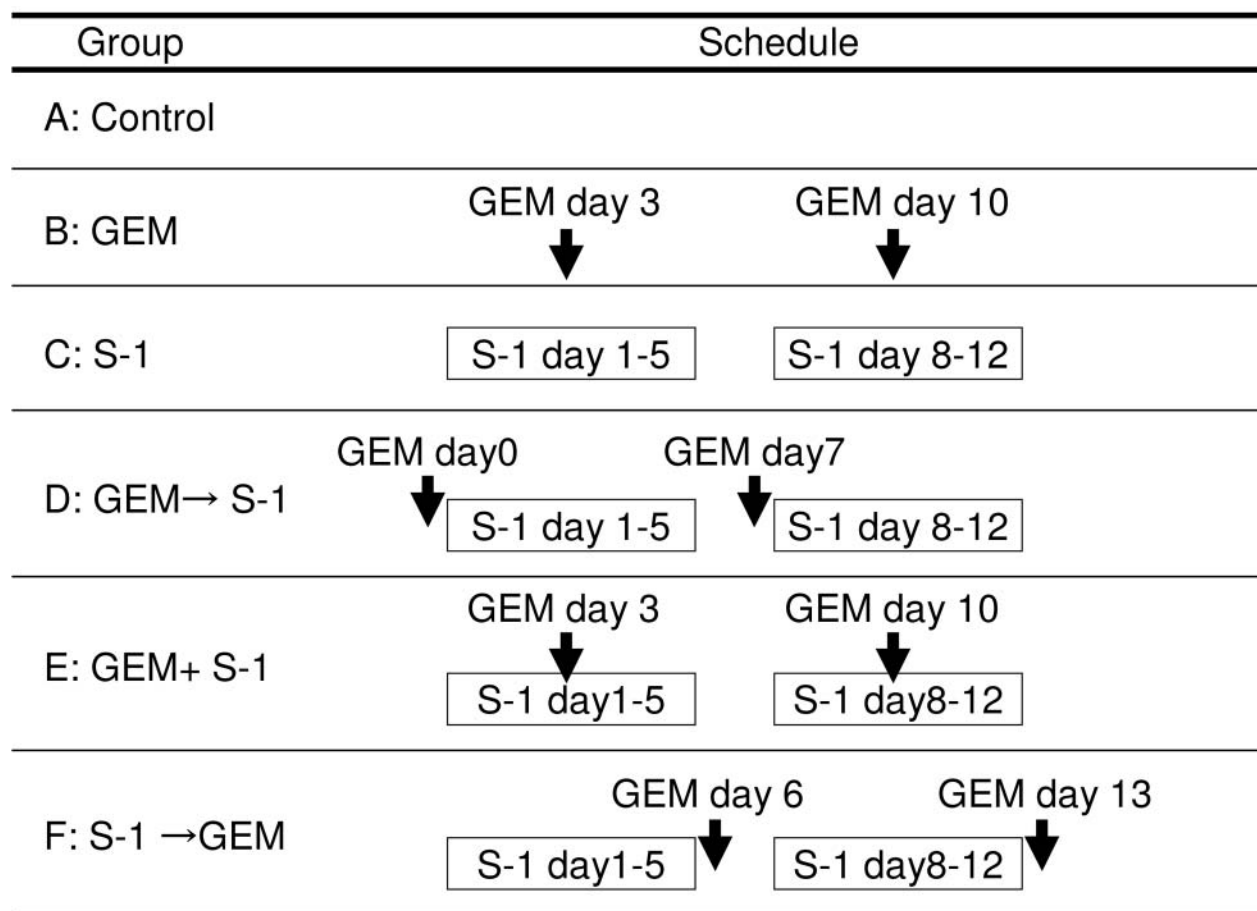 Group Schedule
A: Control
GEM day 3 GEM day 10
B: GEM
C: S-1 S-1 day 1-5 S-1 day 8-12
GEM day0 GEM day7
D: GEM→ S-1 S-1 day 1-5 S-1 day 8-12
GEM day 3 GEM day 10
E: GEM+ S-1 S-1 day1-5 S-1 day8-12
GEM day 6 GEM day 13
F: S-1 →GEM S-1 day1-5 S-1 day8-12